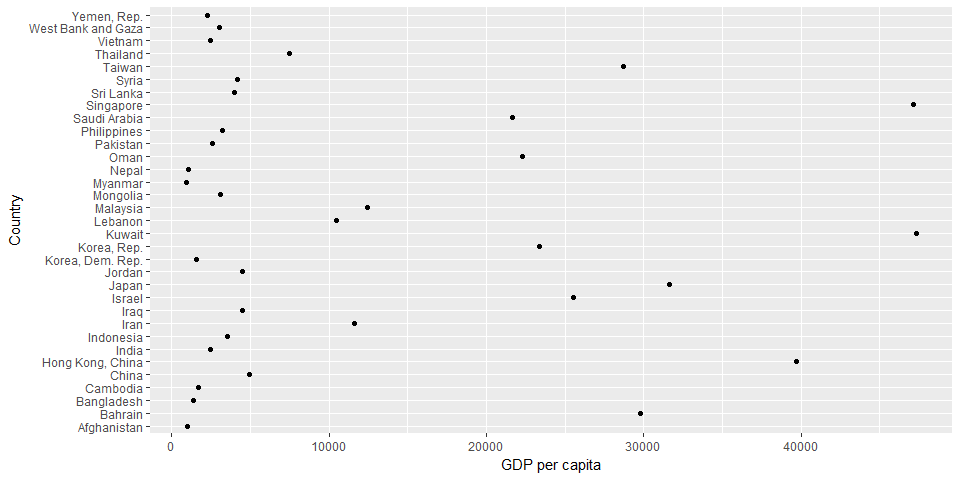 Yemen, Rep.
West Bank and Gaza
Vietnam
Thailand
Taiwan
Syria
Sri Lanka
Singapore
Saudi Arabia
Philippines
Pakistan
Oman
Nepal
Myanmar
Mongolia
Malaysia
Lebanon
Kuwait
Korea, Rep.
Korea, Dem. Rep.
Jordan
Japan
Israel
Iraq
Iran
Indonesia
India
Hong Kong, China
China
Cambodia
Bangladesh
Bahrain
Afghanistan
Country
0 10000 20000 30000 40000
GDP per capita